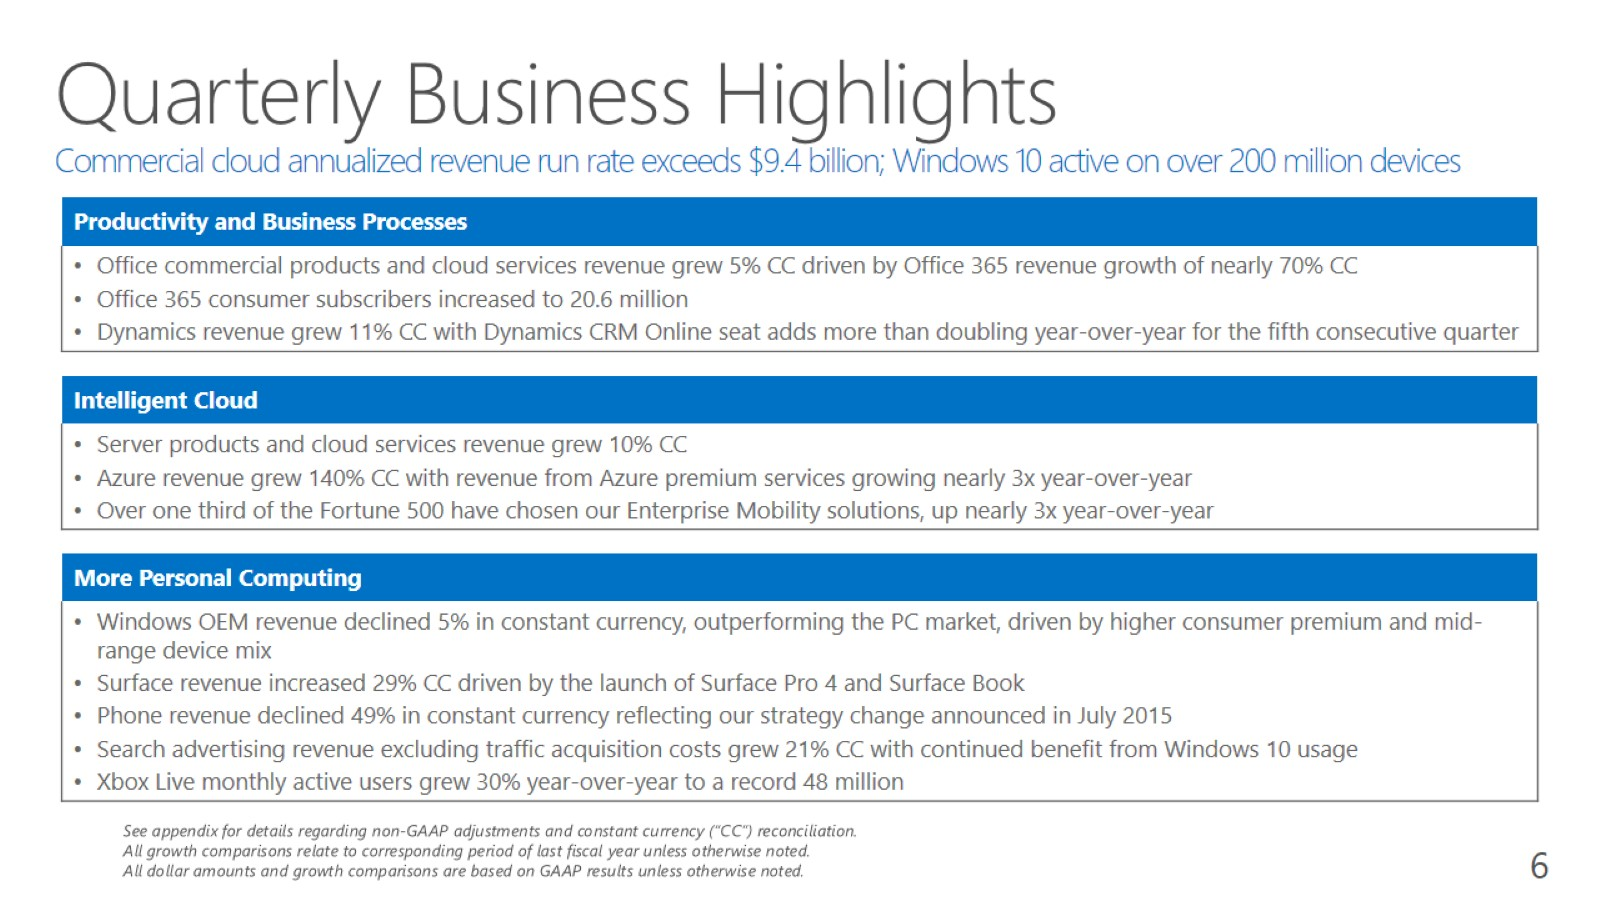 Quarterly Business Highlights
Commercial cloud annualized revenue run rate exceeds $9.4 billion; Windows 10 active on over 200 million devices
Productivity and Business Processes
• Office commercial products and cloud services revenue grew 5% CC driven by Office 365 revenue growth of nearly 70% CC
• Office 365 consumer subscribers increased to 20.6 million
• Dynamics revenue grew 11% CC with Dynamics CRM Online seat adds more than doubling year-over-year for the fifth consecutive quarter
Intelligent Cloud
• Server products and cloud services revenue grew 10% CC
• Azure revenue grew 140% CC with revenue from Azure premium services growing nearly 3x year-over-year
• Over one third of the Fortune 500 have chosen our Enterprise Mobility solutions, up nearly 3x year-over-year
More Personal Computing
• Windows OEM revenue declined 5% in constant currency, outperforming the PC market, driven by higher consumer premium and mid-
range device mix
• Surface revenue increased 29% CC driven by the launch of Surface Pro 4 and Surface Book
• Phone revenue declined 49% in constant currency reflecting our strategy change announced in July 2015
• Search advertising revenue excluding traffic acquisition costs grew 21% CC with continued benefit from Windows 10 usage
• Xbox Live monthly active users grew 30% year-over-year to a record 48 million
See appendix for details regarding non-GAAP adjustments and constant currency ("CC") reconciliation.
All growth comparisons relate to corresponding period of last fiscal year unless otherwise noted.
All dollar amounts and growth comparisons are based on GAAP results unless otherwise noted.
6